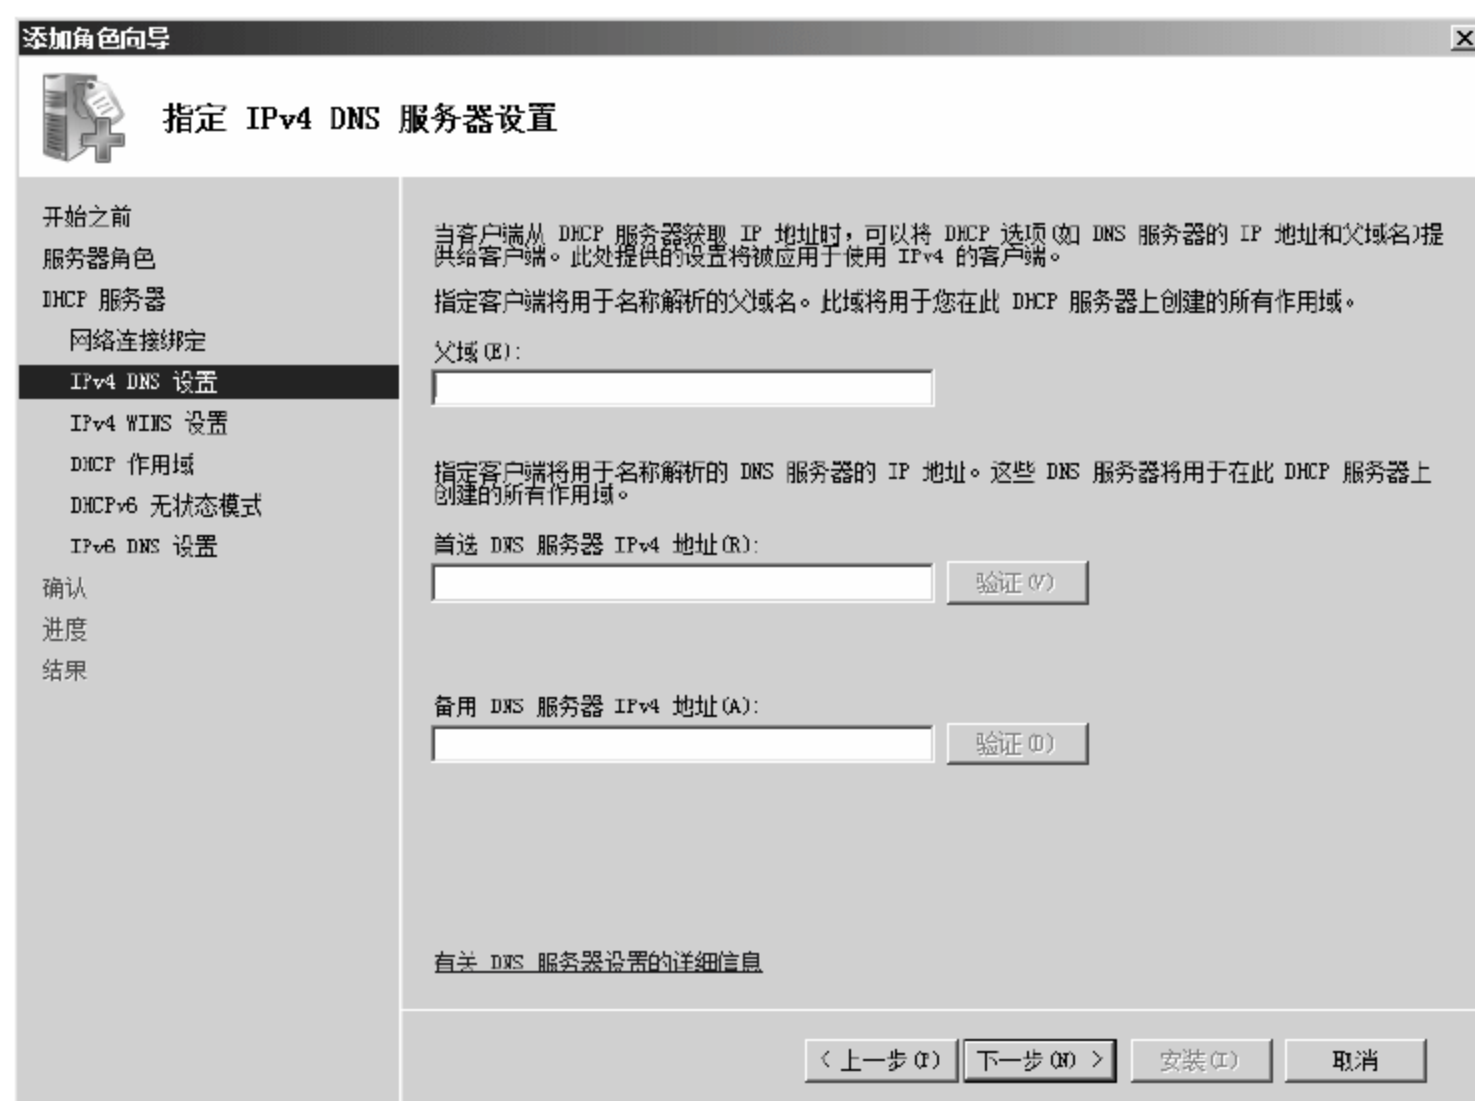 添加角色向导
指定 IPv4 DNS 服务器设置
开始之前
服务器角色
DHCP 服务器
网络连接绑定
IPv4 DNS 设置
IPv4 WINS 设置
DHCP 作用域
DHCPv6 无状态模式
IPv6 DNS 设置
确认
进度
结果
当客户端从 DHCP 服务器获取 IP 地址时，可以将 DHCP 选项(如 DNS 服务器的 IP 地址和父域名)提
供给客户端。此处提供的设置将被应用于使用 IPv4 的客户端。
指定客户端将用于名称解析的父域名。此域将用于您在此 DHCP 服务器上创建的所有作用域。
父域(E):
指定客户端将用于名称解析的 DNS 服务器的 IP 地址。这些 DNS 服务器将用于在此 DHCP 服务器上
创建的所有作用域。
首选 DNS 服务器 IPv4 地址(R):
验证(V)
备用 DNS 服务器 IPv4 地址(A):
验证(D)
有关 DNS 服务器设置的详细信息
< 上一步(P) 下一步(N) > 安装(I) 取消